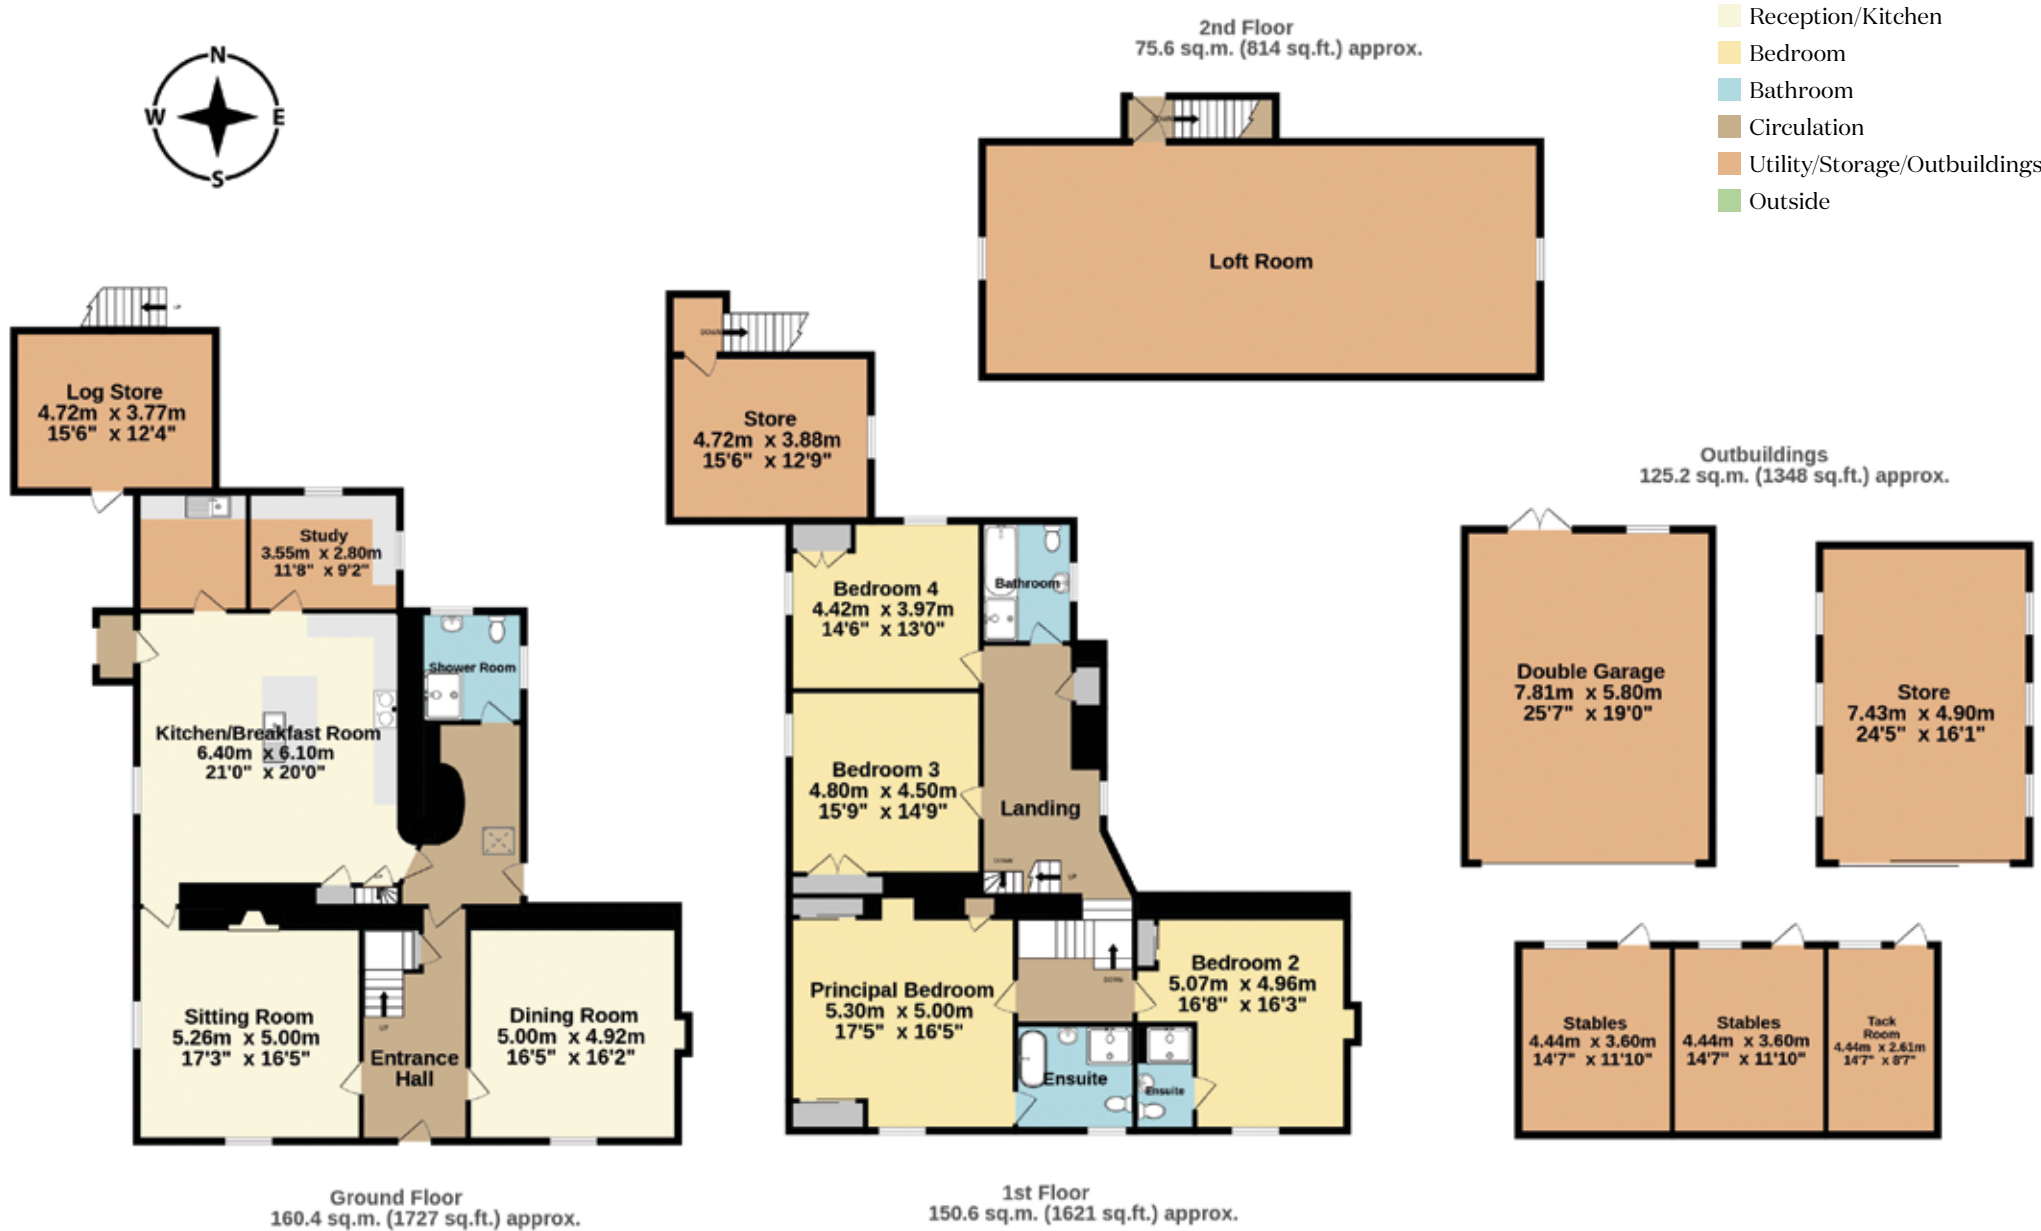 N
W
E
S
2nd Floor
75.6 sq.m. (814 sq.ft.) approx.
Reception/Kitchen
Bedroom
Bathroom
Circulation
Utility/Storage/Outbuildings
Outside
DOWN
Loft Room
UP
Log Store
4.72m x 3.77m
15'6" x 12'4"
Study
3.55m x 2.80m
11'8" x 9'2"
Shower Room
Kitchen/Breakfast Room
6.40m x 6.10m
21'0" x 20'0"
UP
Sitting Room
5.26m x 5.00m
17'3" x 16'5"
UP
Entrance
Hall
Dining Room
5.00m x 4.92m
16'5" x 16'2"
Ground Floor
160.4 sq.m. (1727 sq.ft.) approx.
DOWN
Store
4.72m x 3.88m
15'6" x 12'9"
Bedroom 4
4.42m x 3.97m
14'6" x 13'0"
Bathroom
Bedroom 3
4.80m x 4.50m
15'9" x 14'9"
Landing
DOWN
UP
Principal Bedroom
5.30m x 5.00m
17'5" x 16'5"
DOWN
Bedroom 2
5.07m x 4.96m
16'8" x 16'3"
Ensuite
Ensuite
1st Floor
150.6 sq.m. (1621 sq.ft.) approx.
Outbuildings
125.2 sq.m. (1348 sq.ft.) approx.
Double Garage
7.81m x 5.80m
25'7" x 19'0"
Store
7.43m x 4.90m
24'5" x 16'1"
Stables
4.44m x 3.60m
14'7" x 11'10"
Stables
4.44m x 3.60m
14'7" x 11'10"
Tack
Room
4.44m x 2.61m
14'7" x 8'7"